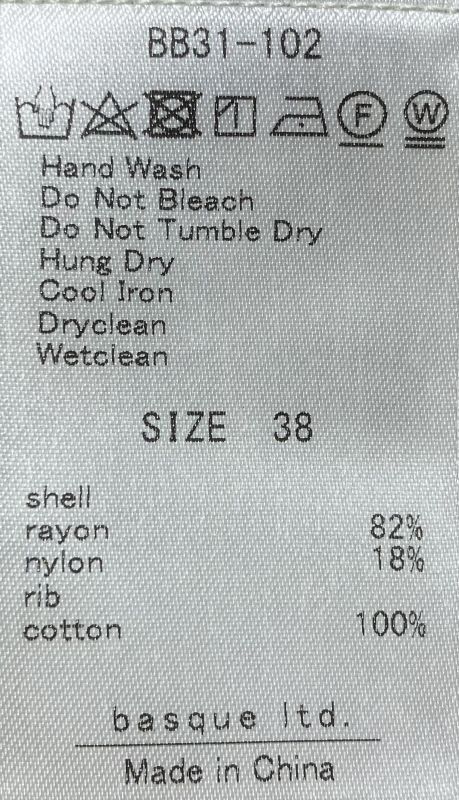 BB31-102
F W
Hand Wash
Do Not Bleach
Do Not Tumble Dry
Hung Dry
Cool Iron
Dryclean
Wetclean
SIZE 38
shell
rayon 82%
nylon 18%
rib
cotton 100%
basque ltd.
Made in China